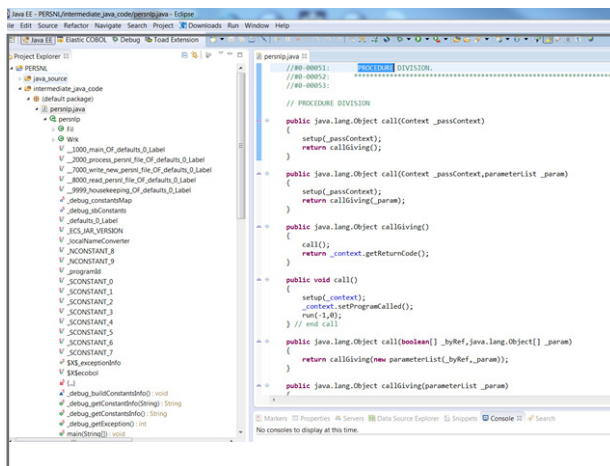 Java EE - PERSNL/intermediate_java_code/persnlp.java - Eclipse
File Edit Source Refactor Navigate Search Project Downloads Run Window Help
Java EE Elastic COBOL Debug Toad Extension
Project Explorer
PERSNL
java_source
intermediate_java_code
(default package)
persnlp.java
persnlp
Fil
Wrk
__1000_main_OF_defaults_0_Label
__2000_process_persnl_file_OF_defaults_0_Label
__7000_write_new_persnl_file_OF_defaults_0_Label
__8000_read_persnl_file_OF_defaults_0_Label
__9999_housekeeping_OF_defaults_0_Label
_debug_constantsMap
_debug_sbConstants
_defaults_0_Label
_ECS_JAR_VERSION
_localNameConverter
_NCONSTANT_8
_NCONSTANT_9
_programId
_SCONSTANT_0
_SCONSTANT_1
_SCONSTANT_2
_SCONSTANT_3
_SCONSTANT_4
_SCONSTANT_5
_SCONSTANT_6
_SCONSTANT_7
$X$_exceptionInfo
$X$ecobol
{...}
_debug_buildConstantsInfo() : void
_debug_getConstantInfo(String) : String
_debug_getConstantsInfo() : String
_debug_getException() : int
main(String[]) : void
persnlp.java
//#0-00051: PROCEDURE DIVISION.
//#0-00052:
//#0-00053:
// PROCEDURE DIVISION
public java.lang.Object call(Context _passContext)
{
setup(_passContext);
return callGiving();
}
public java.lang.Object call(Context _passContext,parameterList _param)
{
setup(_passContext);
return callGiving(_param);
}
public java.lang.Object callGiving()
{
call();
return _context.getReturnCode();
}
public void call()
{
setup(_context);
_context.setProgramCalled();
run(-1,0);
} // end call
public java.lang.Object call(boolean[] _byRef,java.lang.Object[] _param)
{
return callGiving(new parameterList(_byRef,_param));
}
public java.lang.Object callGiving(parameterList _param)
{
Markers Properties Servers Data Source Explorer Snippets Console Search
No consoles to display at this time.